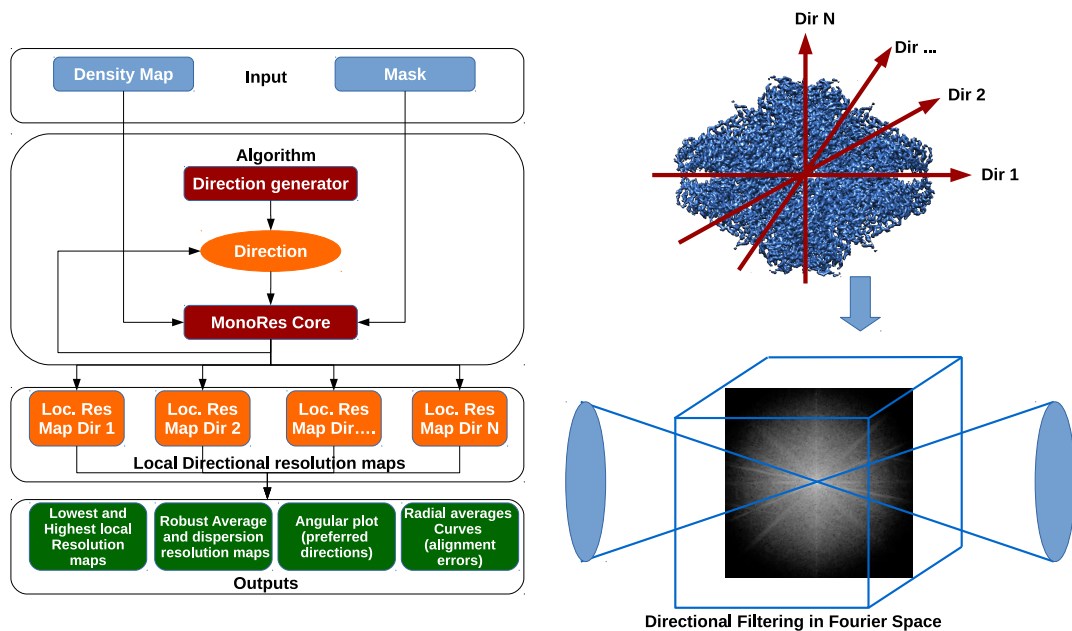 Density Map
Input
Mask
Algorithm
Direction generator
Direction
MonoRes Core
Loc. Res
Map Dir 1
Loc. Res
Map Dir 2
Loc. Res
Map Dir....
Loc. Res
Map Dir N
Local Directional resolution maps
Lowest and
Highest local
Resolution
maps
Robust Average
and dispersion
resolution maps
Angular plot
(preferred
directions)
Radial averages
Curves
(alignment
errors)
Outputs
Dir N
Dir ...
Dir 2
Dir 1
Directional Filtering in Fourier Space